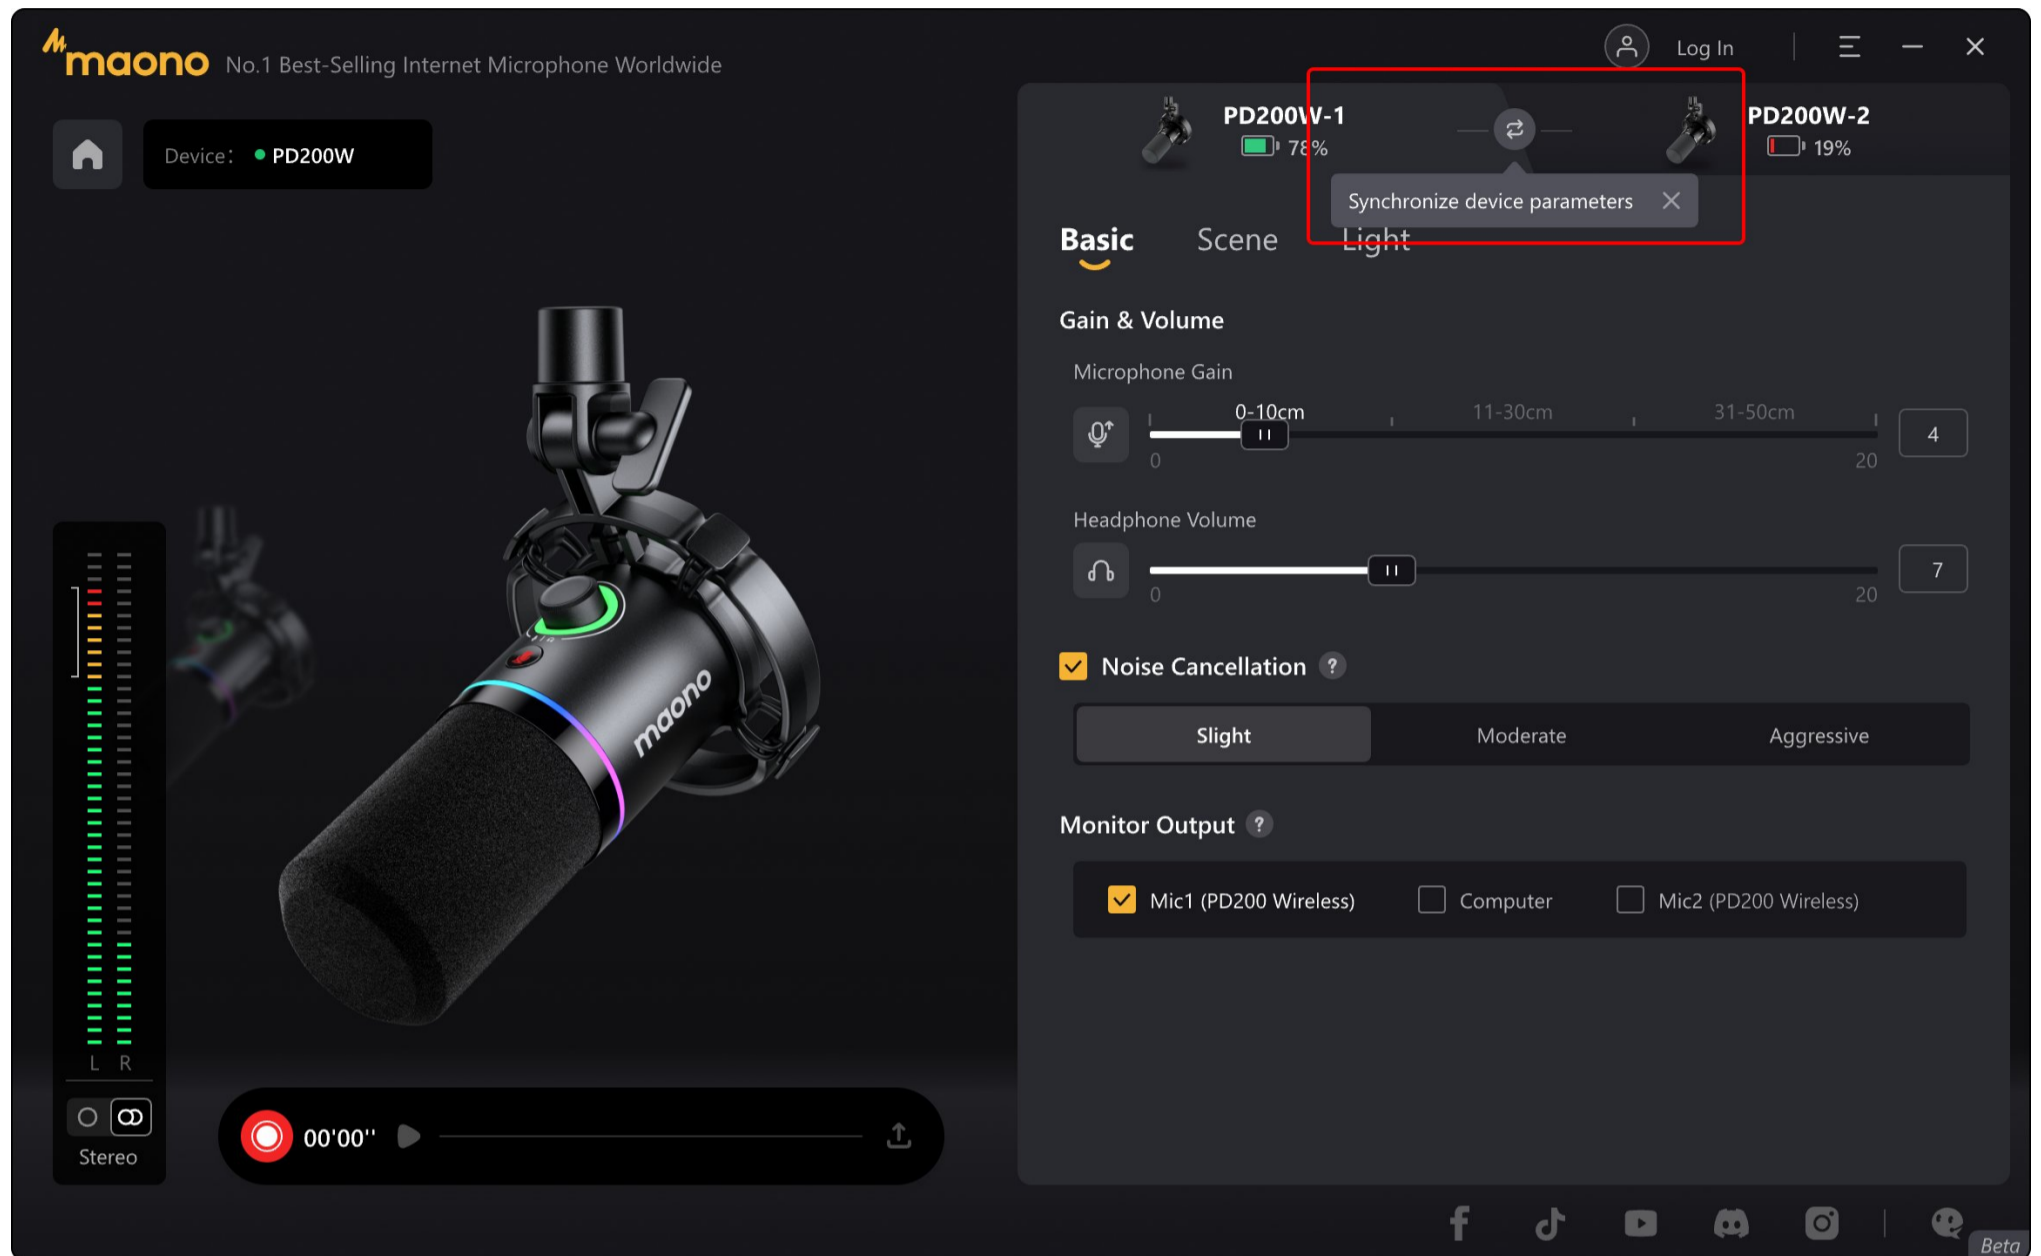 maono No.1 Best-Selling Internet Microphone Worldwide
Log In
Device: PD200W
PD200W-1
78%
PD200W-2
19%
Synchronize device parameters
Basic Scene Light
Gain & Volume
Microphone Gain
0-10cm 11-30cm 31-50cm
4
0 20
Headphone Volume
7
0 20
Noise Cancellation ?
Slight Moderate Aggressive
Monitor Output ?
Mic1 (PD200 Wireless) Computer Mic2 (PD200 Wireless)
maono
L R
Stereo
00'00''
Beta